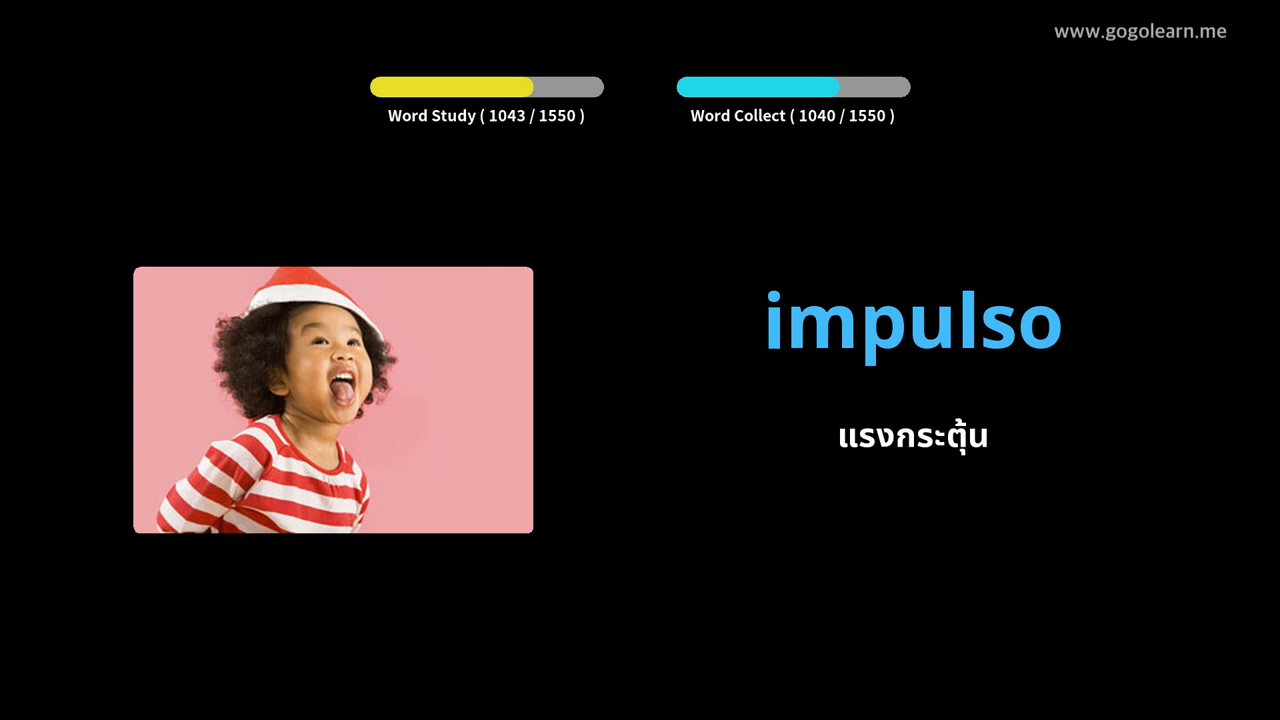 www.gogolearn.me
Word Study ( 1043 / 1550 )
Word Collect ( 1040 / 1550 )
impulso
แรงกระตุ้น